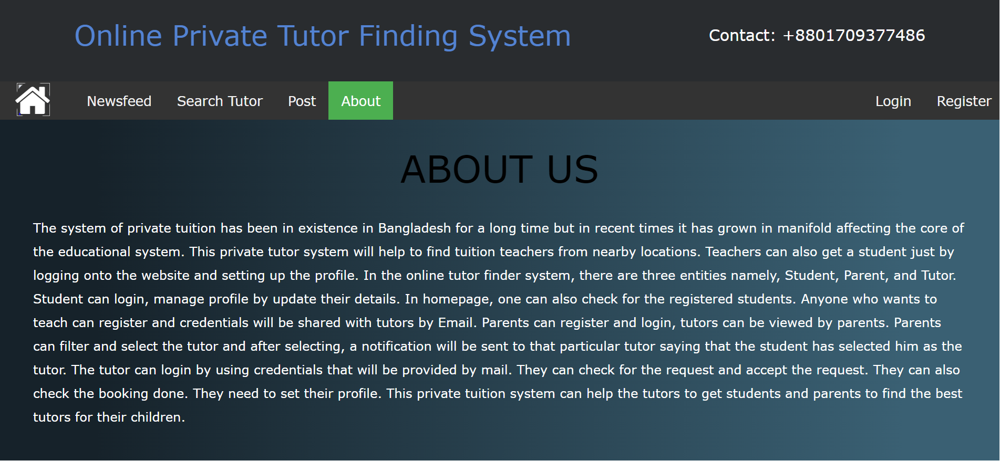 Online Private Tutor Finding System
Contact: +8801709377486
Newsfeed
Search Tutor
Post
About
Login
Register
ABOUT US
The system of private tuition has been in existence in Bangladesh for a long time but in recent times it has grown in manifold affecting the core of
the educational system. This private tutor system will help to find tuition teachers from nearby locations. Teachers can also get a student just by
logging onto the website and setting up the profile. In the online tutor finder system, there are three entities namely, Student, Parent, and Tutor.
Student can login, manage profile by update their details. In homepage, one can also check for the registered students. Anyone who wants to
teach can register and credentials will be shared with tutors by Email. Parents can register and login, tutors can be viewed by parents. Parents
can filter and select the tutor and after selecting, a notification will be sent to that particular tutor saying that the student has selected him as the
tutor. The tutor can login by using credentials that will be provided by mail. They can check for the request and accept the request. They can also
check the booking done. They need to set their profile. This private tuition system can help the tutors to get students and parents to find the best
tutors for their children.